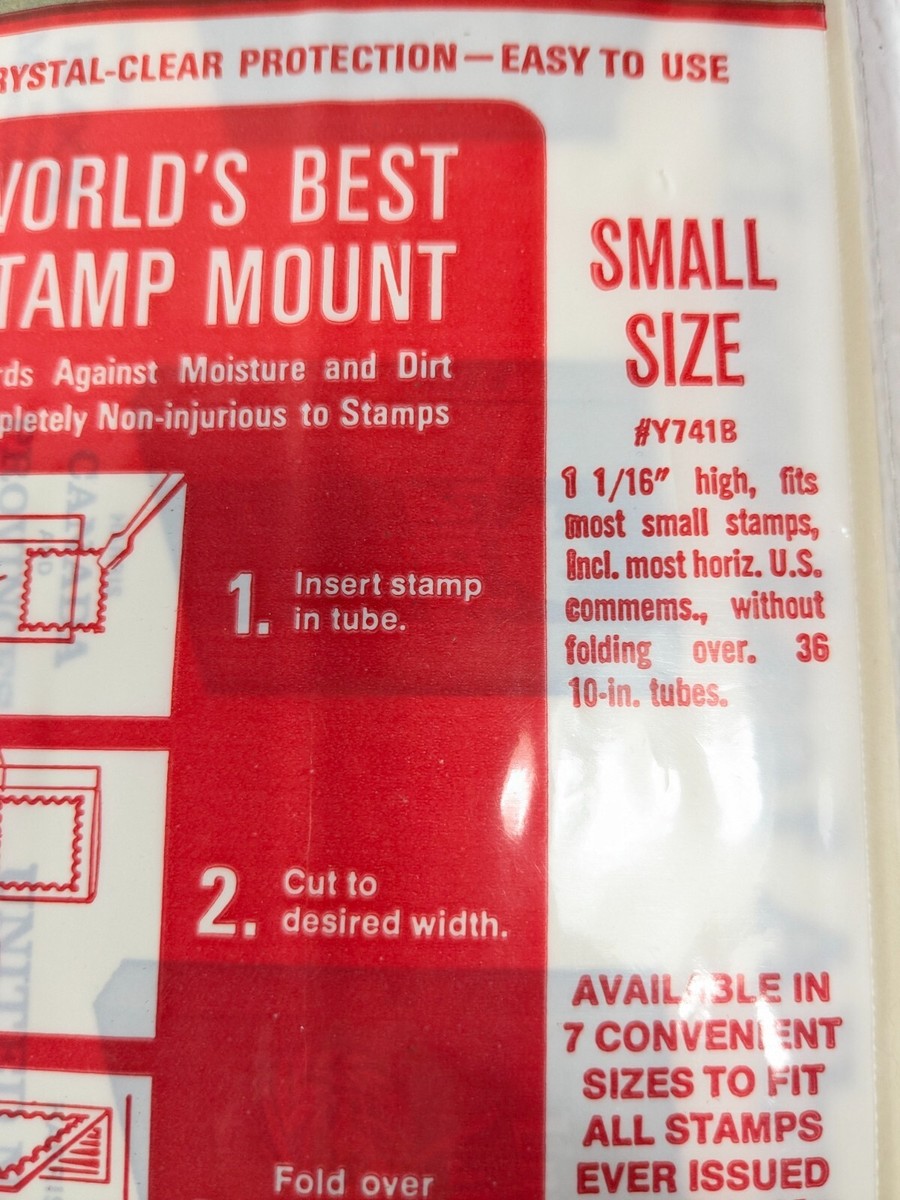 RYSTAL-CLEAR PROTECTION—EASY TO USE
WORLD'S BEST
TAMP MOUNT
rds Against Moisture and Dirt
pletely Non-injurious to Stamps
1. Insert stamp
in tube.
2. Cut to
desired width.
Fold over
SMALL
SIZE
#Y741B
1 1/16" high, fits
most small stamps,
incl. most horiz. U.S.
commems., without
folding over. 36
10-in. tubes.
AVAILABLE IN
7 CONVENIENT
SIZES TO FIT
ALL STAMPS
EVER ISSUED